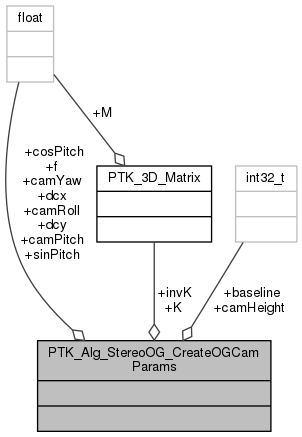 float
+M
+cosPitch
+f
+camYaw
+dcx
+camRoll
+dcy
+camPitch
+sinPitch
PTK_3D_Matrix
int32_t
+invK
+K
+baseline
+camHeight
PTK_Alg_StereoOG_CreateOGCam
Params